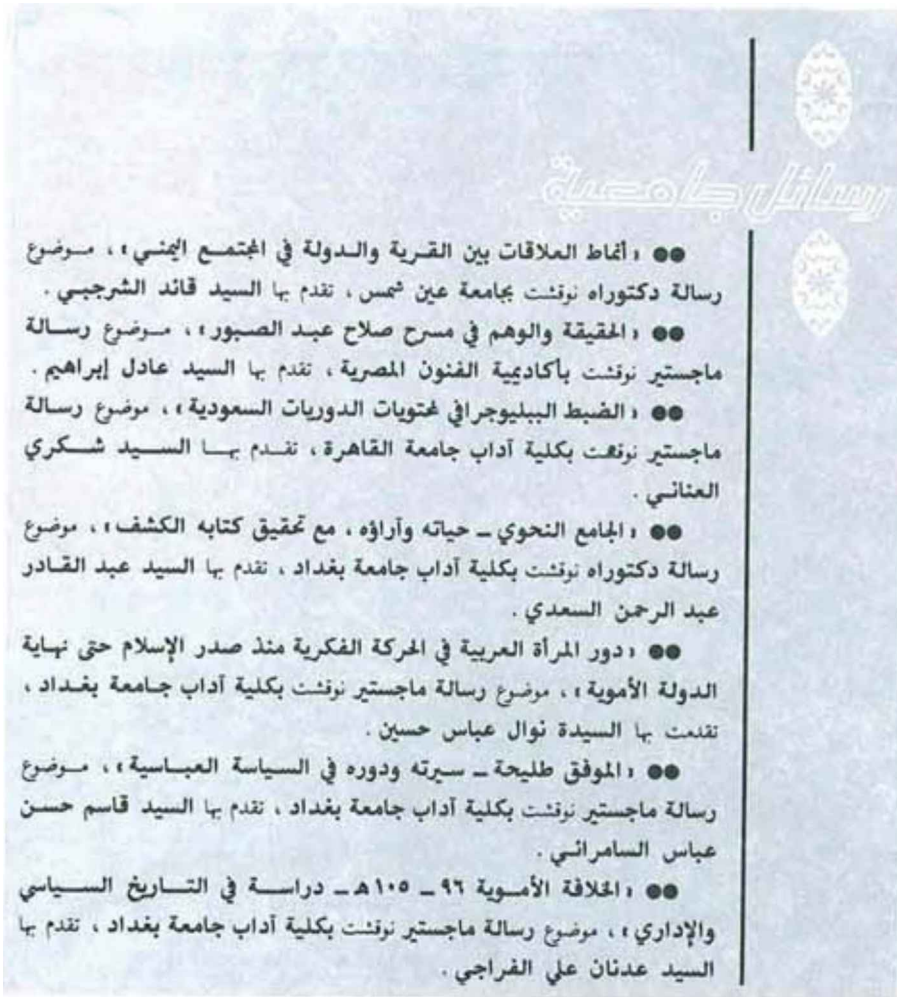 رسائل جامعية
●● «أنماط العلاقات بين القرية والدولة في المجتمع اليمني»، موضوع
رسالة دكتوراه نوقشت بجامعة عين شمس، تقدم بها السيد قائد الشرجبي.
●● «الحقيقة والوهم في مسرح صلاح عبد الصبور»، موضوع رسالة
ماجستير نوقشت بأكاديمية الفنون المصرية، تقدم بها السيد عادل إبراهيم.
●● «الضبط الببليوجرافي لمحتويات الدوريات السعودية»، موضوع رسالة
ماجستير نوقشت بكلية آداب جامعة القاهرة، تقدم بها السيد شكري
العناني.
●● «الجامع النحوي ــ حياته وآراؤه، مع تحقيق كتابه الكشف»، موضوع
رسالة دكتوراه نوقشت بكلية آداب جامعة بغداد، تقدم بها السيد عبد القادر
عبد الرحمن السعدي.
●● «دور المرأة العربية في الحركة الفكرية منذ صدر الإسلام حتى نهاية
الدولة الأموية»، موضوع رسالة ماجستير نوقشت بكلية آداب جامعة بغداد،
تقدمت بها السيدة نوال عباس حسين.
●● «الموفق طليحة ــ سيرته ودوره في السياسة العباسية»، موضوع
رسالة ماجستير نوقشت بكلية آداب جامعة بغداد، تقدم بها السيد قاسم حسن
عباس السامرائي.
●● «الخلافة الأموية ٩٦ ــ ١٠٥هـ ــ دراسة في التاريخ السياسي
والإداري»، موضوع رسالة ماجستير نوقشت بكلية آداب جامعة بغداد، تقدم بها
السيد عدنان علي الفراجي.